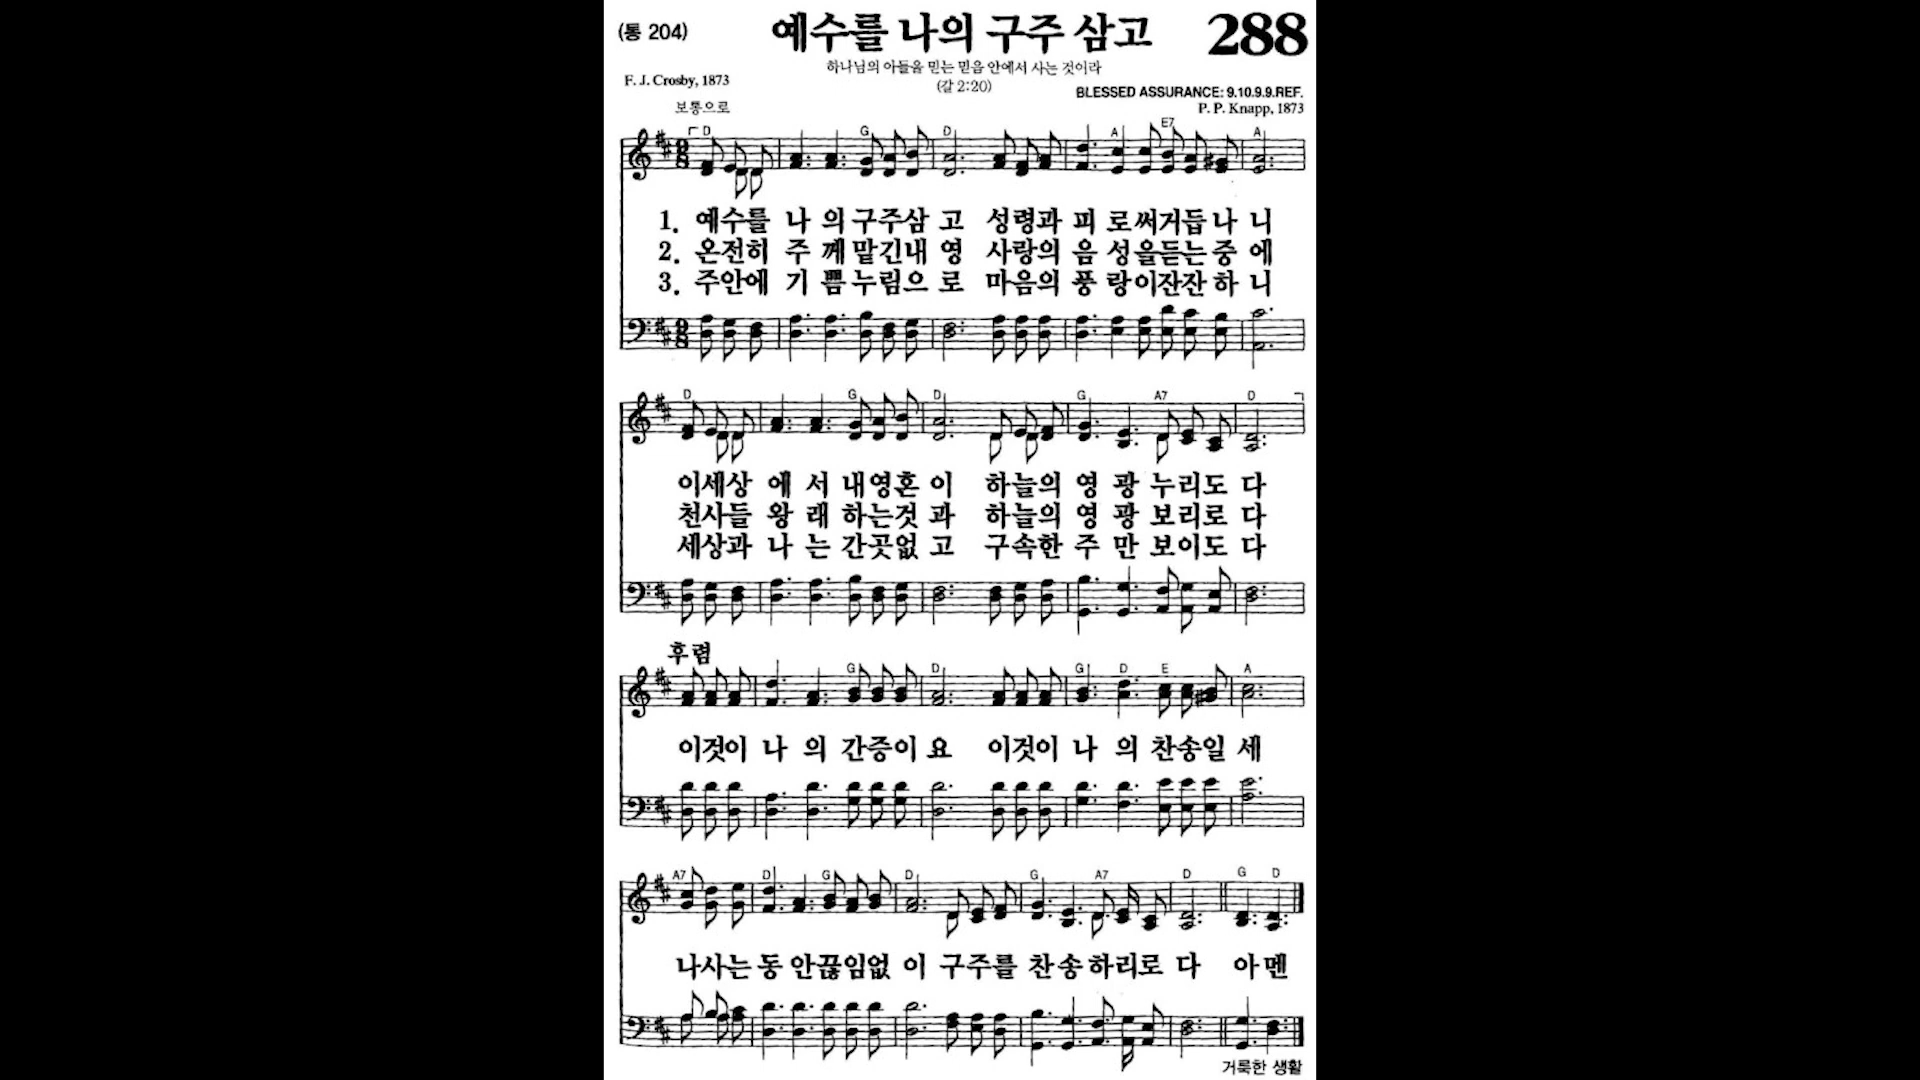 (통 204)
예수를 나의 구주 삼고
288
하나님의 아들을 믿는 믿음 안에서 사는 것이라
(갈 2:20)
F. J. Crosby, 1873
BLESSED ASSURANCE: 9.10.9.9.REF.
보통으로
P. P. Knapp, 1873
D G D A E7 A
1. 예수를 나 의 구주삼 고 성령과 피 로써거듭 나 니
2. 온전히 주 께 맡긴내 영 사랑의 음 성을듣는 중 에
3. 주안에 기 쁨 누림으 로 마음의 풍 랑이잔잔 하 니
D G D G A7 D
이세상 에 서 내영혼 이 하늘의 영 광 누리도 다
천사들 왕 래 하는것 과 하늘의 영 광 보리로 다
세상과 나 는 간곳없 고 구속한 주 만 보이도 다
후렴
G D G D E A
이것이 나 의 간증이 요 이것이 나 의 찬송일 세
A7 D G D G A7 D G D
나사는 동 안 끊임없 이 구주를 찬 송 하리로 다 아멘
거룩한 생활